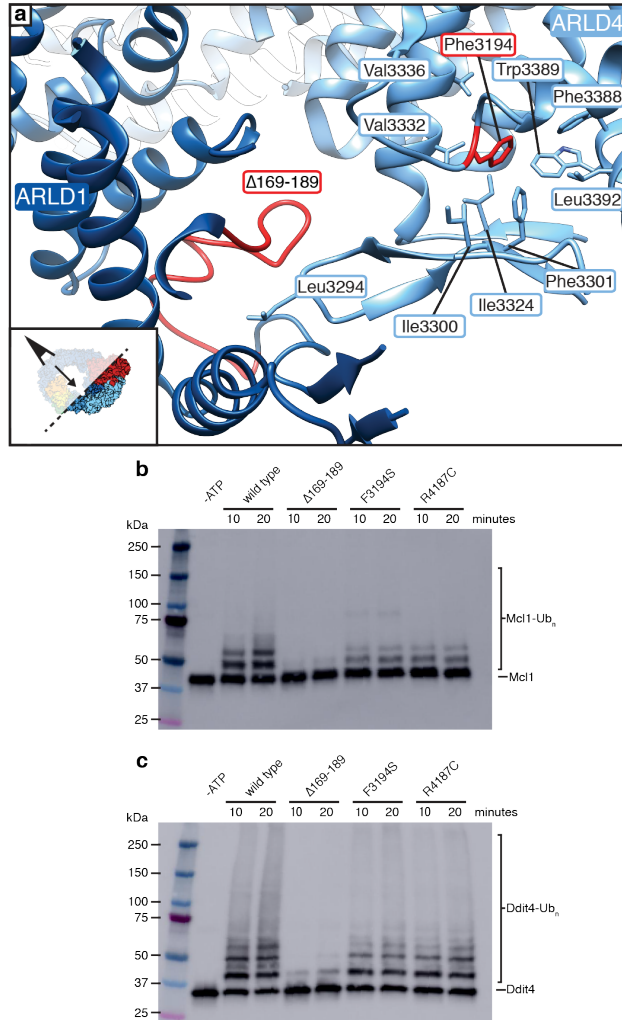 a
ARLD4
Phe3194
Val3336
Trp3389
Phe3388
Val3332
Δ169-189
ARLD1
Leu3392
Leu3294
Phe3301
Ile3324
Ile3300
b
-ATP wild type Δ169-189 F3194S R4187C
10 20 10 20 10 20 10 20 minutes
kDa
250
150
100
75
Mcl1-Ubn
50
Mcl1
37
25
c
-ATP wild type Δ169-189 F3194S R4187C
10 20 10 20 10 20 10 20 minutes
kDa
250
150
100
75
Ddit4-Ubn
50
37
Ddit4
25